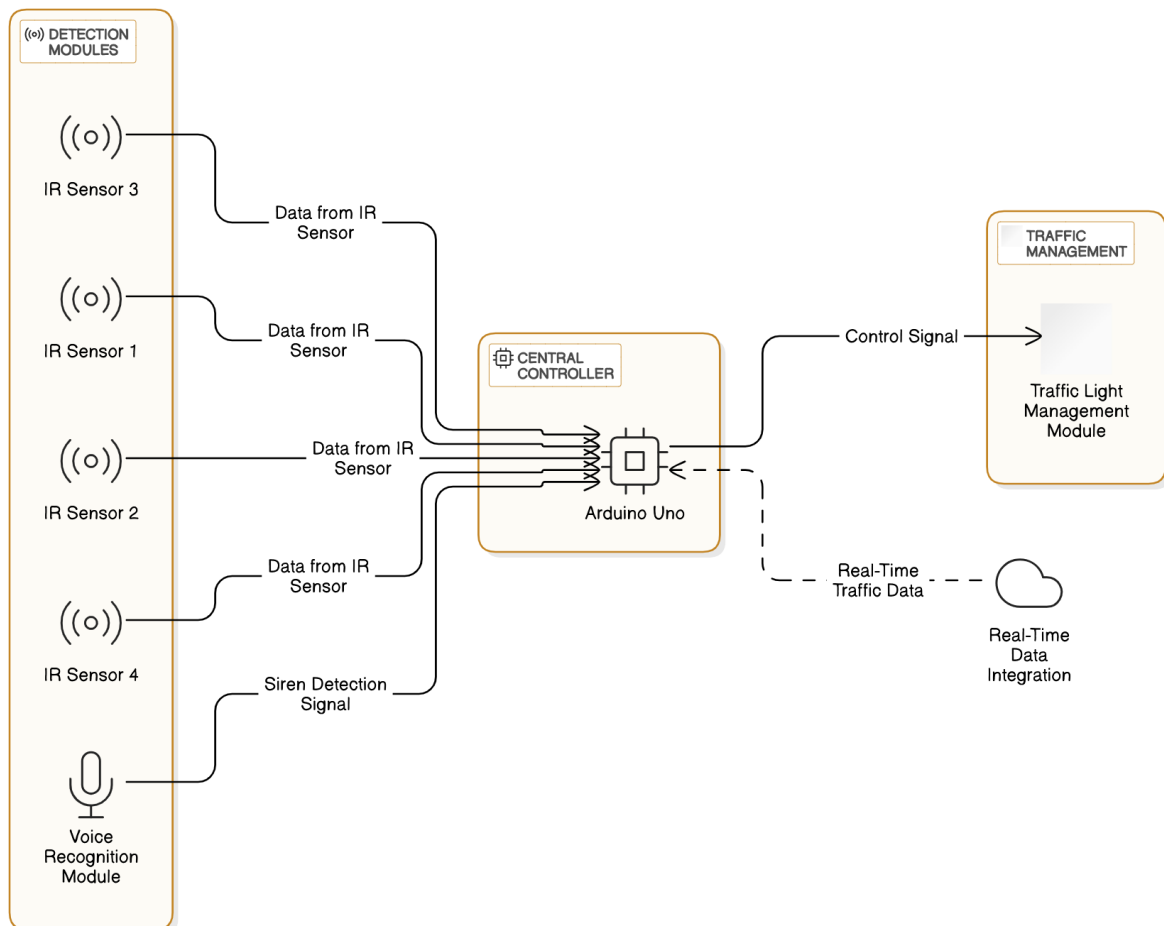 DETECTION
MODULES
IR Sensor 3
IR Sensor 1
IR Sensor 2
IR Sensor 4
Voice
Recognition
Module
Data from IR
Sensor
Data from IR
Sensor
Data from IR
Sensor
Data from IR
Sensor
Siren Detection
Signal
CENTRAL
CONTROLLER
Arduino Uno
Control Signal
Real-Time
Traffic Data
TRAFFIC
MANAGEMENT
Traffic Light
Management
Module
Real-Time
Data
Integration